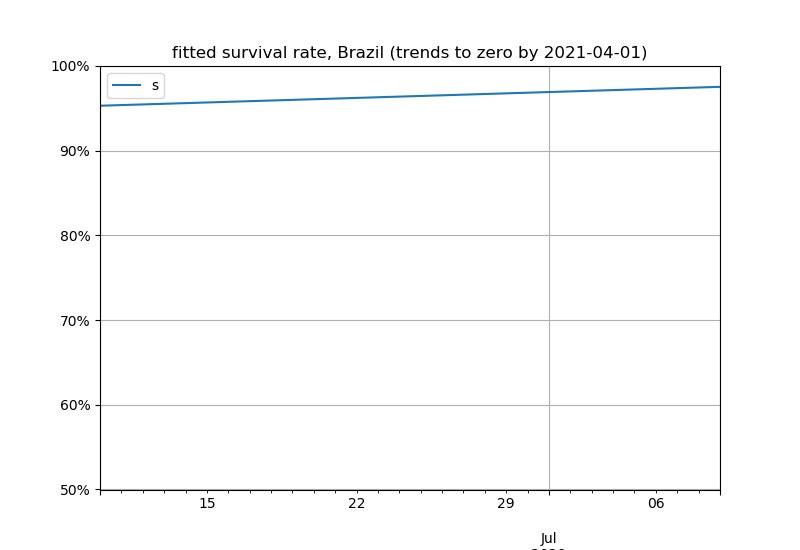 fitted survival rate, Brazil (trends to zero by 2021-04-01)
100%
s
90%
80%
70%
60%
50%
15 22 29 06
Jul